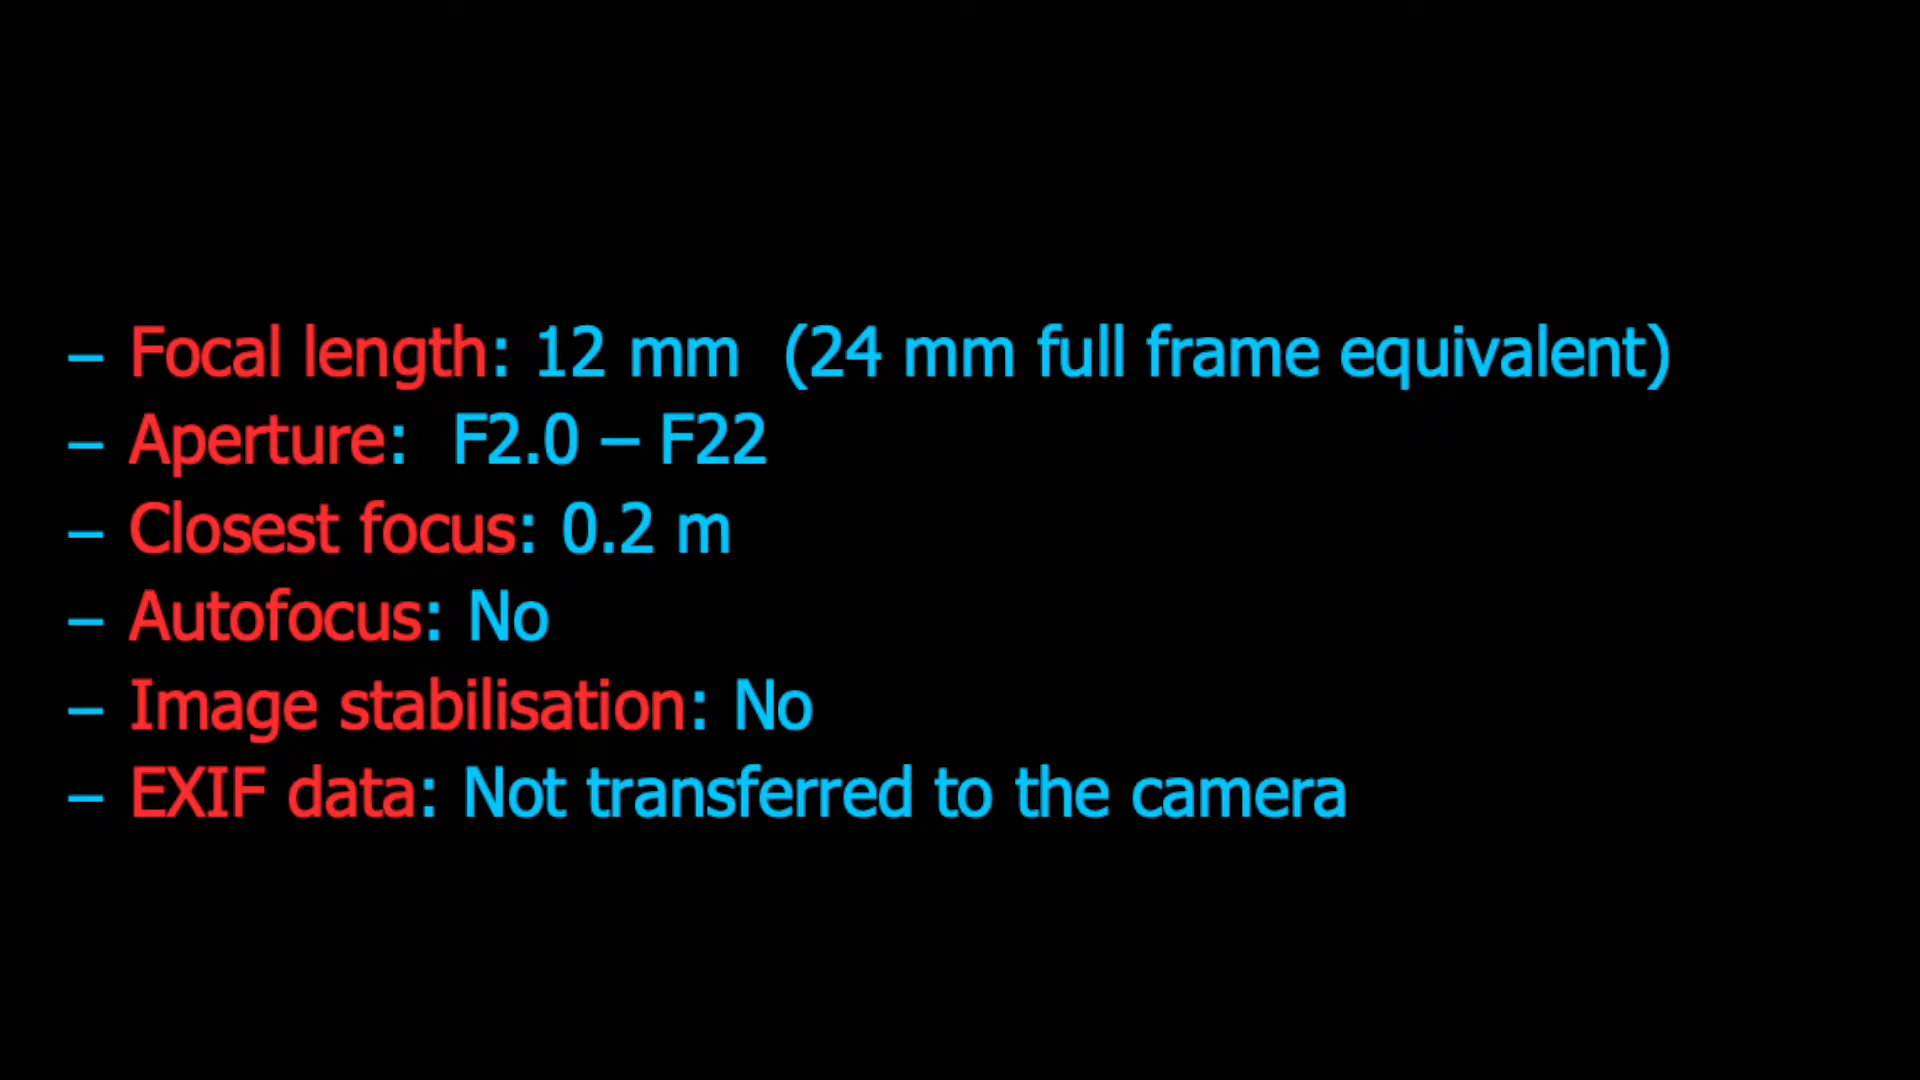 – Focal length: 12 mm  (24 mm full frame equivalent)
– Aperture:  F2.0 – F22
– Closest focus: 0.2 m
– Autofocus: No
– Image stabilisation: No
– EXIF data: Not transferred to the camera